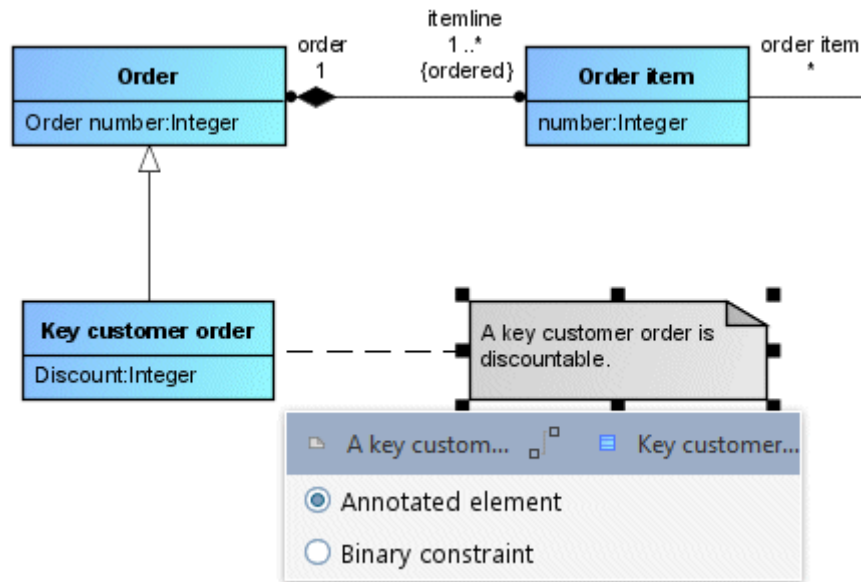 order
1
itemline
1 ..*
{ordered}
order item
*
Order
Order number:Integer
Order item
number:Integer
Key customer order
Discount:Integer
A key customer order is
discountable.
A key custom... Key customer...
Annotated element
Binary constraint